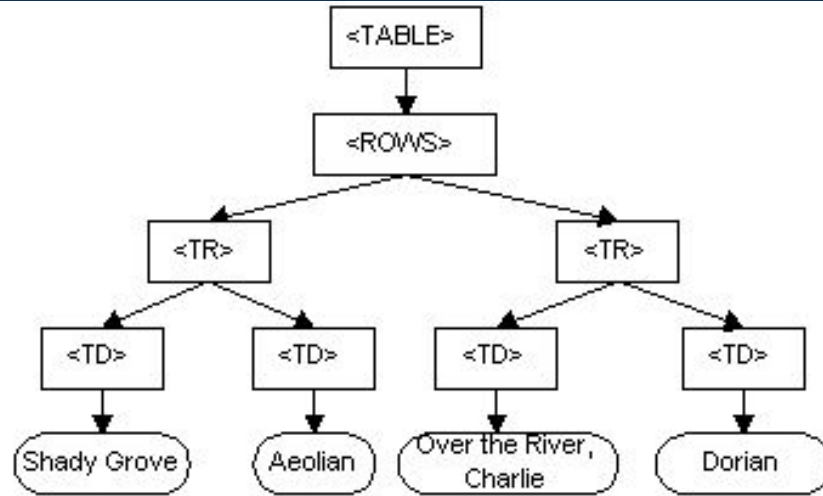 <TABLE>
<ROWS>
<TR>
<TR>
<TD>
<TD>
<TD>
<TD>
Shady Grove
Aeolian
Over the River,
Charlie
Dorian